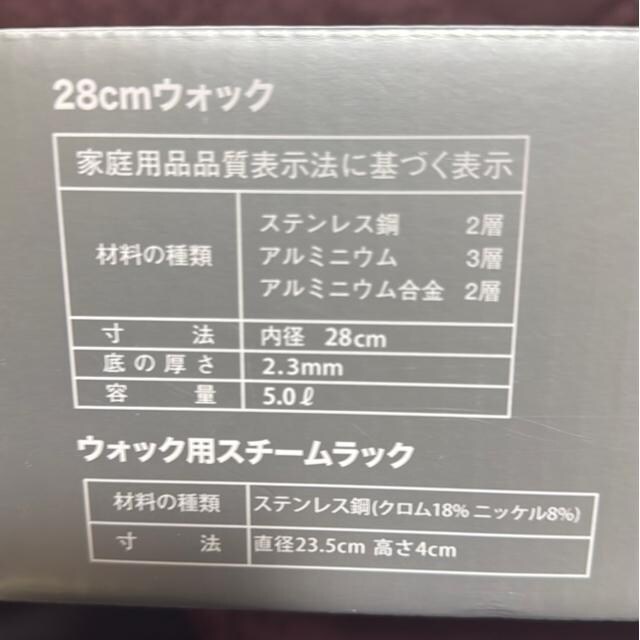 28cmウォック
家庭用品品質表示法に基づく表示
材料の種類
ステンレス鋼 2層
アルミニウム 3層
アルミニウム合金 2層
寸法 内径 28cm
底の厚さ 2.3mm
容量 5.0ℓ
ウォック用スチームラック
材料の種類 ステンレス鋼(クロム18% ニッケル8%)
寸法 直径23.5cm 高さ4cm